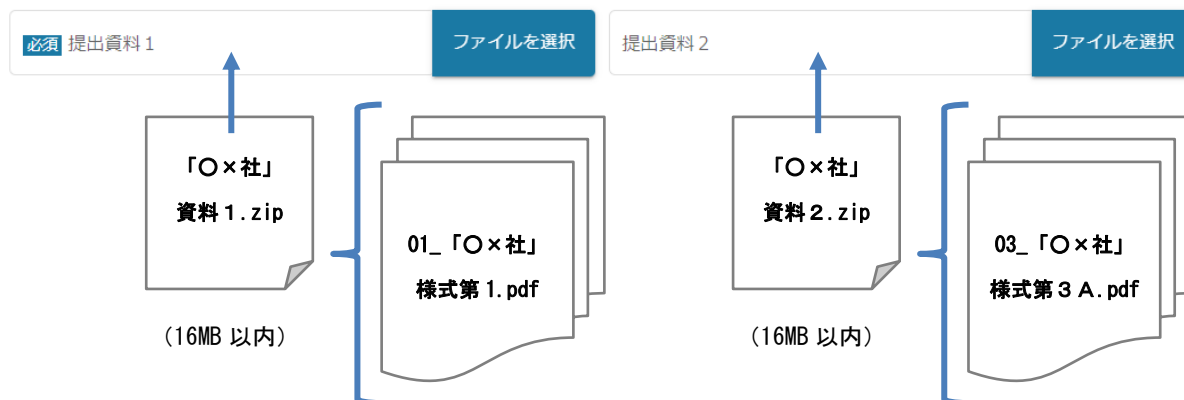 必須 提出資料1
ファイルを選択
提出資料2
ファイルを選択
「○×社」
資料1.zip
(16MB 以内)
01_「○×社」
様式第1.pdf
「○×社」
資料2.zip
(16MB 以内)
03_「○×社」
様式第3A.pdf